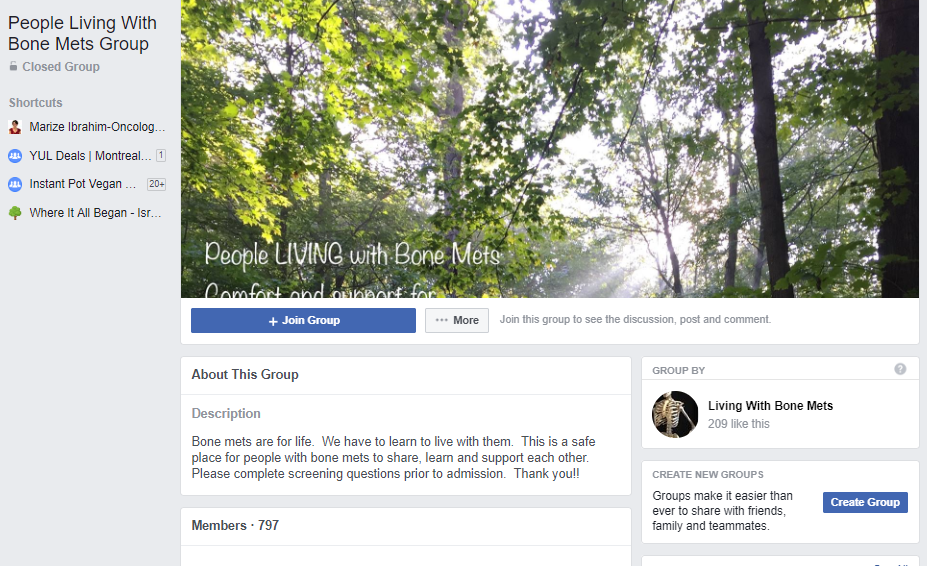 People Living With
Bone Mets Group
Closed Group
Shortcuts
Marize Ibrahim-Oncolog...
YUL Deals | Montreal... 1
Instant Pot Vegan ... 20+
Where It All Began - Isr...
People LIVING with Bone Mets
Comfort and support for
+ Join Group
••• More
Join this group to see the discussion, post and comment.
About This Group
Description
Bone mets are for life. We have to learn to live with them. This is a safe
place for people with bone mets to share, learn and support each other.
Please complete screening questions prior to admission. Thank you!!
Members · 797
GROUP BY
?
Living With Bone Mets
209 like this
CREATE NEW GROUPS
Groups make it easier than
ever to share with friends,
family and teammates.
Create Group